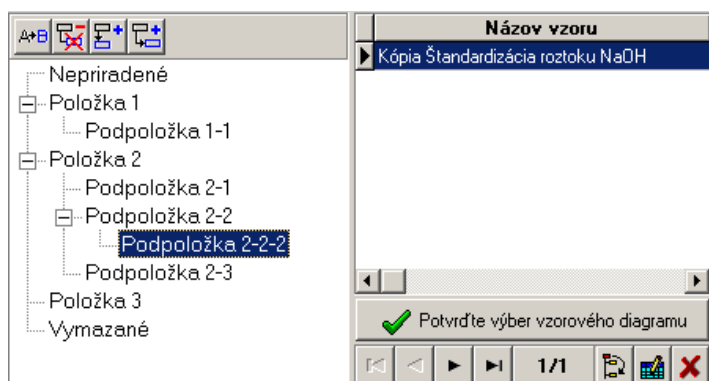 A→B
Nepriradené
Položka 1
Podpoložka 1-1
Položka 2
Podpoložka 2-1
Podpoložka 2-2
Podpoložka 2-2-2
Podpoložka 2-3
Položka 3
Vymazané
Názov vzoru
Kópia Štandardizácia roztoku NaOH
Potvrďte výber vzorového diagramu
1/1